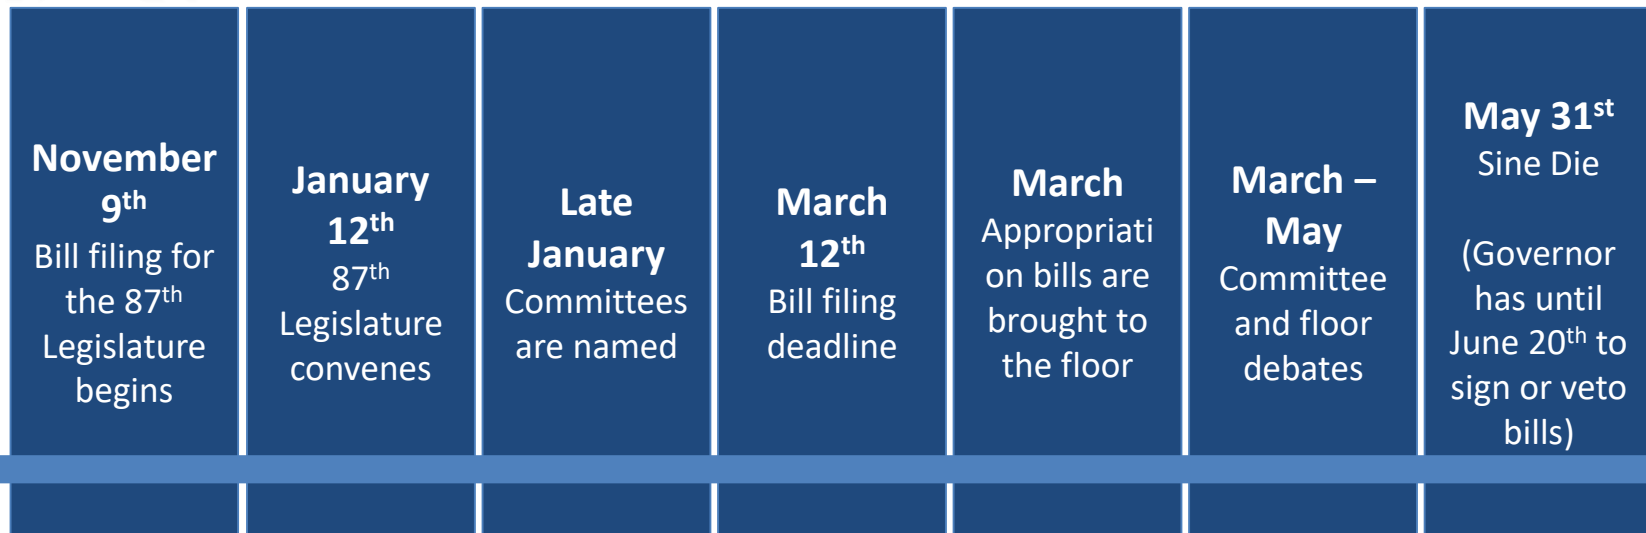 November
9th
Bill filing for
the 87th
Legislature
begins
January
12th
87th
Legislature
convenes
Late
January
Committees
are named
March
12th
Bill filing
deadline
March
Appropriati
on bills are
brought to
the floor
March –
May
Committee
and floor
debates
May 31st
Sine Die
(Governor
has until
June 20th to
sign or veto
bills)